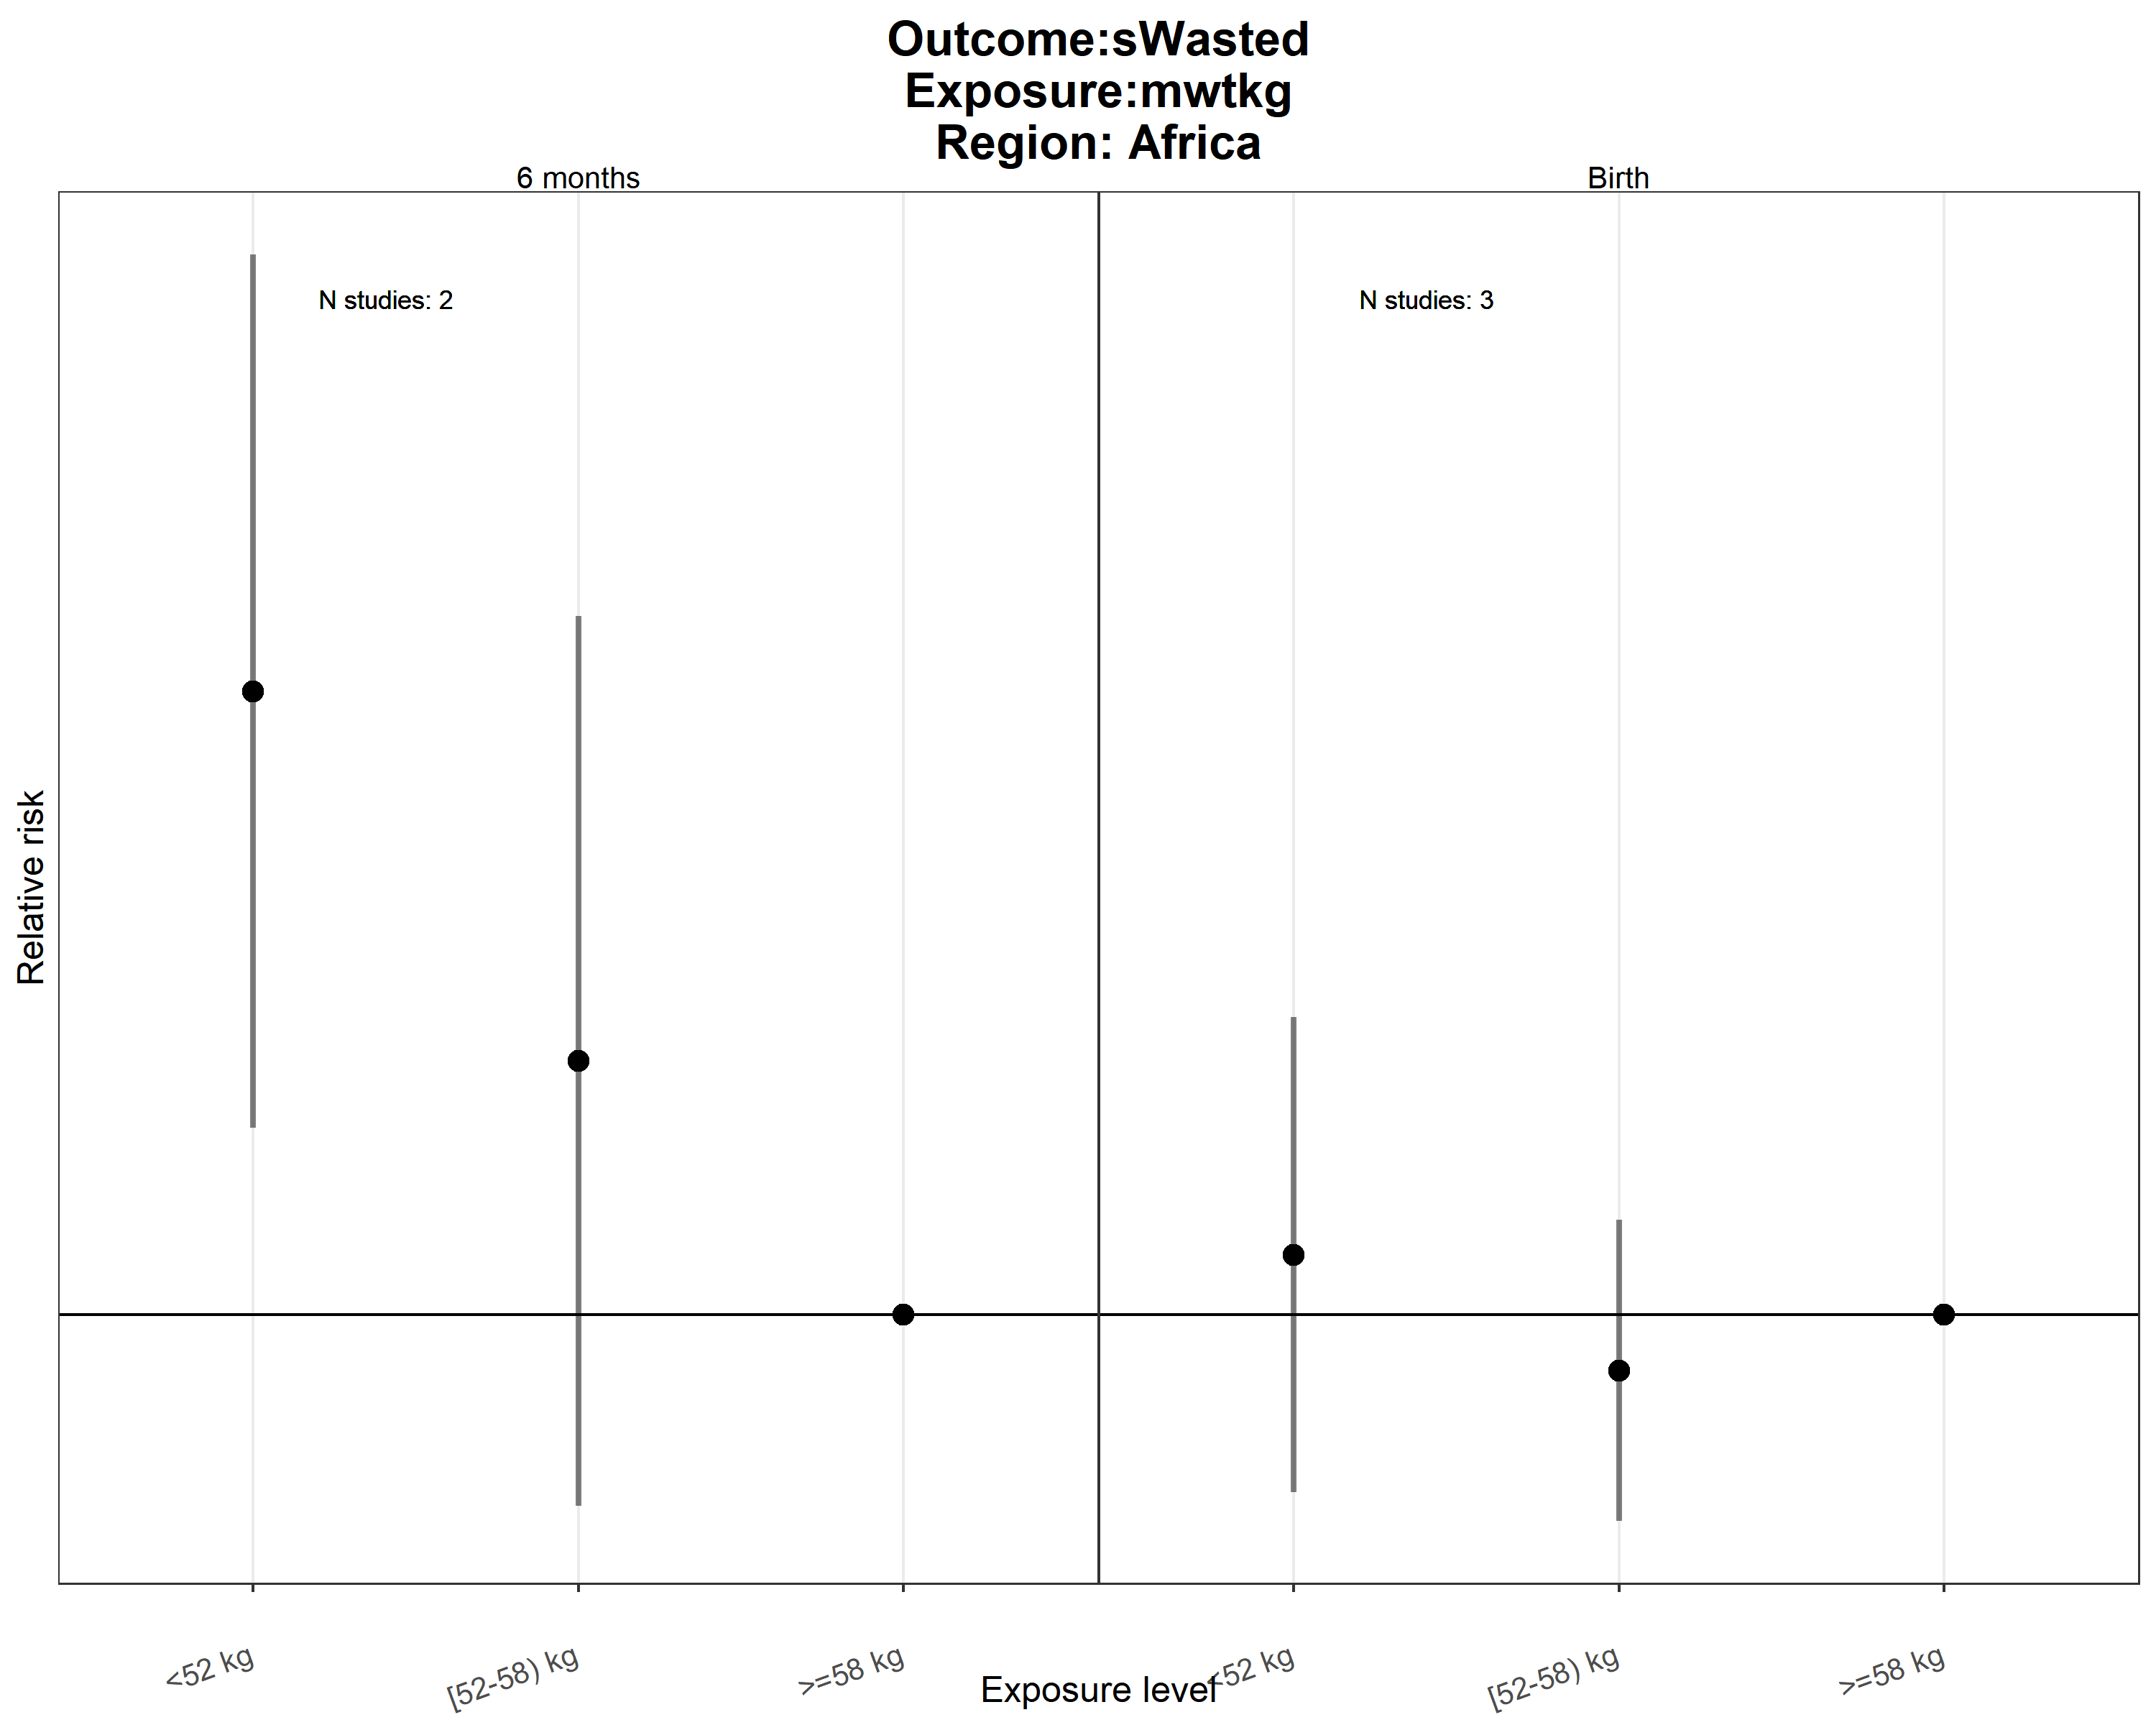 Outcome:sWasted
Exposure:mwtkg
Region: Africa
6 months
Birth
N studies: 2
N studies: 3
Relative risk
<52 kg
[52-58) kg
>=58 kg
<52 kg
[52-58) kg
>=58 kg
Exposure level